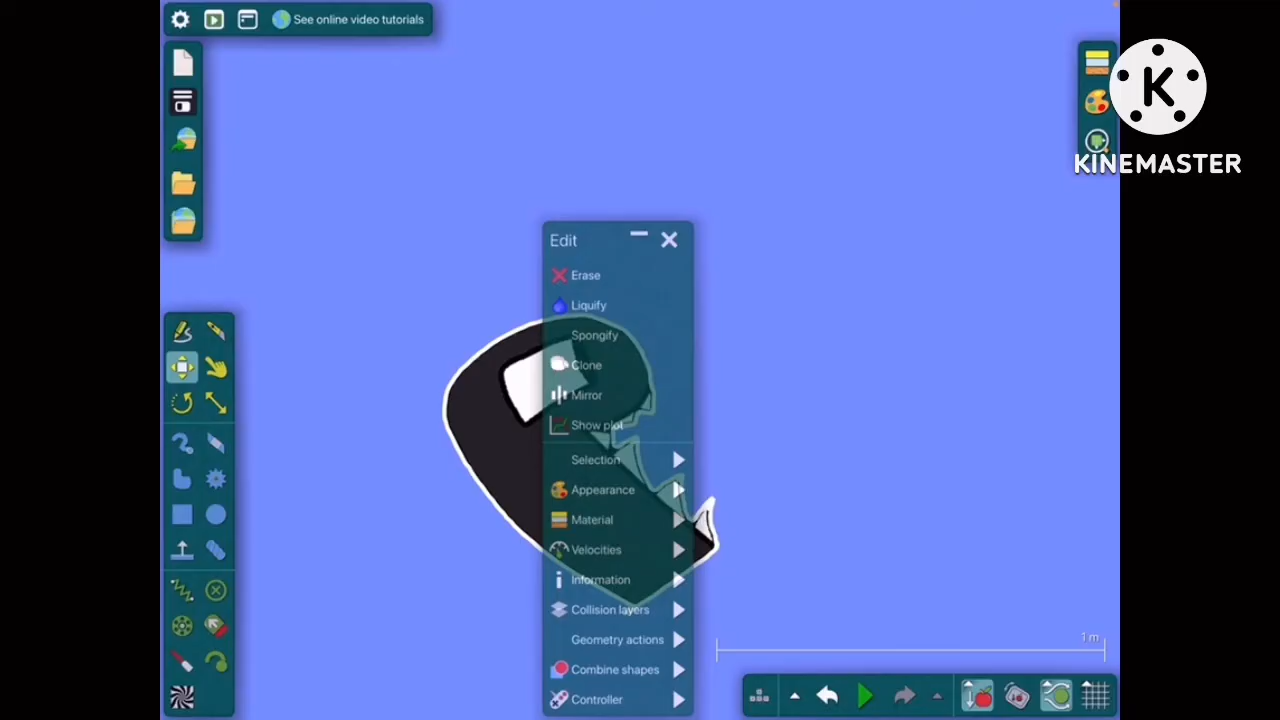 See online video tutorials
K
KINEMASTER
Edit
Erase
Liquify
Spongify
Clone
Mirror
Show plot
Selection
Appearance
Material
Velocities
Information
Collision layers
Geometry actions
Combine shapes
Controller
1 m